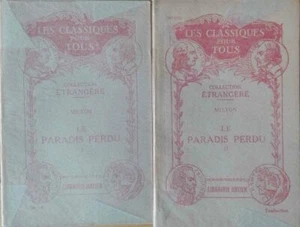 LES CLASSIQUES
POUR
TOUS
COLLECTION
ÉTRANGÈRE
MILTON
LE
PARADIS PERDU
LIBRAIRIE HATIER
LES CLASSIQUES
POUR
TOUS
COLLECTION
ÉTRANGÈRE
MILTON
LE
PARADIS PERDU
LIBRAIRIE HATIER